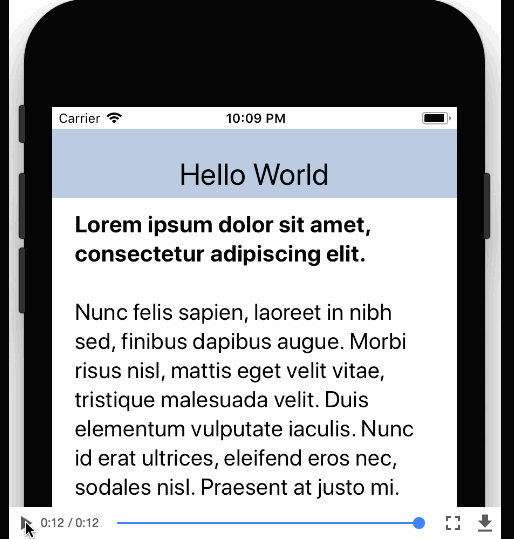 Carrier 10:09 PM
Hello World
Lorem ipsum dolor sit amet,
consectetur adipiscing elit.
Nunc felis sapien, laoreet in nibh
sed, finibus dapibus augue. Morbi
risus nisl, mattis eget velit vitae,
tristique malesuada velit. Duis
elementum vulputate iaculis. Nunc
id erat ultrices, eleifend eros nec,
sodales nisl. Praesent at justo mi.
0:12 / 0:12